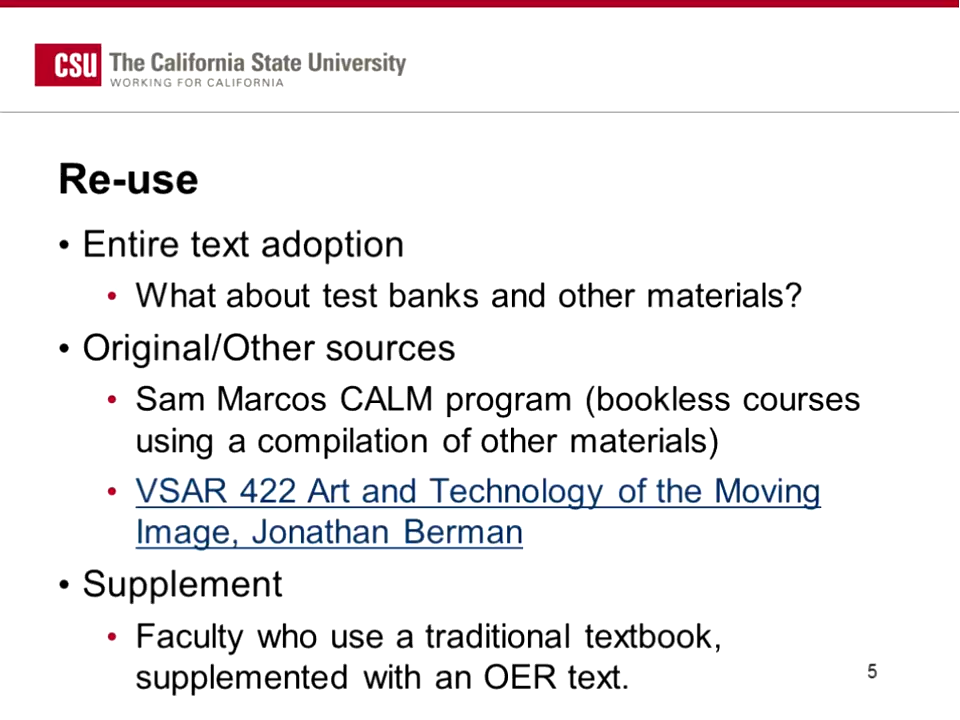 CSU The California State University
WORKING FOR CALIFORNIA
Re-use
• Entire text adoption
• What about test banks and other materials?
• Original/Other sources
• Sam Marcos CALM program (bookless courses
using a compilation of other materials)
• VSAR 422 Art and Technology of the Moving
Image, Jonathan Berman
• Supplement
• Faculty who use a traditional textbook,
supplemented with an OER text.
5